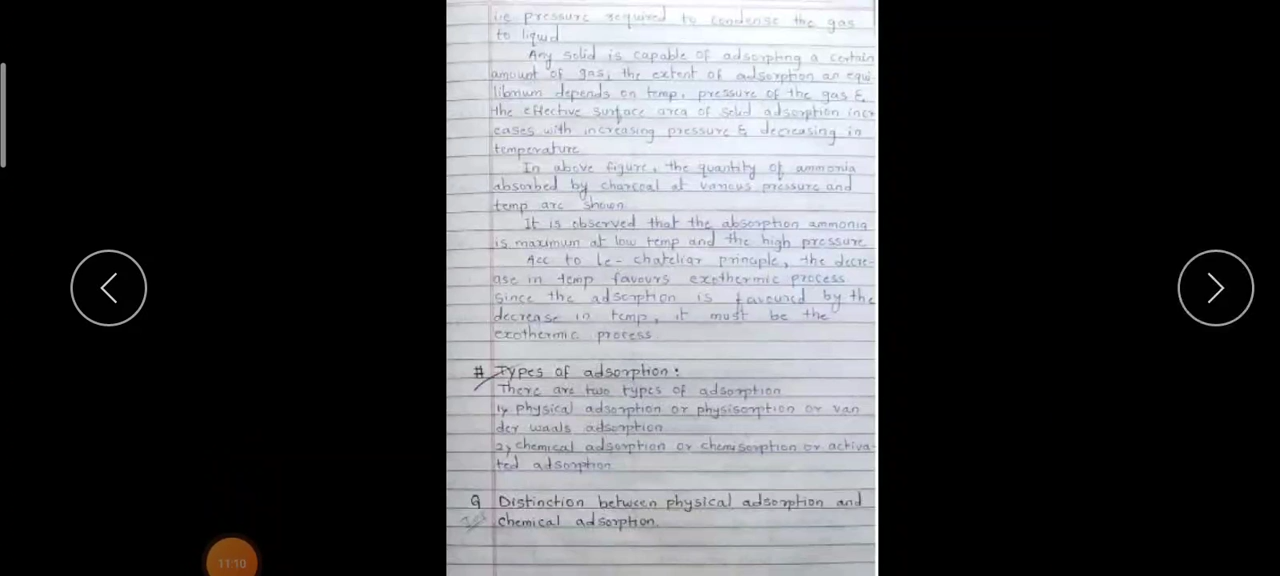 i.e pressure required to condense the gas
to liquid
Any solid is capable of adsorpting a certain
amount of gas, the extent of adsorption an equi-
librium depends on temp, pressure of the gas &
the effective surface area of solid adsorption incr
eases with increasing pressure & decreasing in
temperature
In above figure, the quantity of ammonia
absorbed by charcoal at various pressure and
temp are shown
It is observed that the absorption ammonia
is maximum at low temp and the high pressure
Acc to le-chateliar principle, the decre-
ase in temp favours exothermic process
since the adsorption is favoured by the
decrease in temp, it must be the
exothermic process
# Types of adsorption:
There are two types of adsorption
1) physical adsorption or physisorption or van
der waals adsorption
2) chemical adsorption or chemisorption or activa-
ted adsorption
Q Distinction between physical adsorption and
chemical adsorption.
11:10